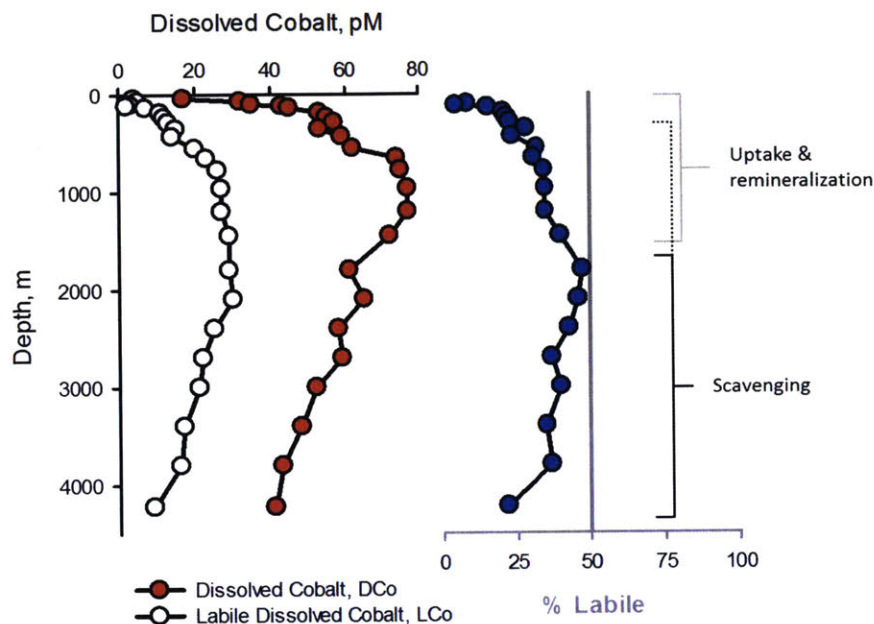 Dissolved Cobalt, pM
0 20 40 60 80
0
1000
2000
3000
4000
Depth, m
Uptake &
remineralization
Scavenging
0 25 50 75 100
% Labile
Dissolved Cobalt, DCo
Labile Dissolved Cobalt, LCo